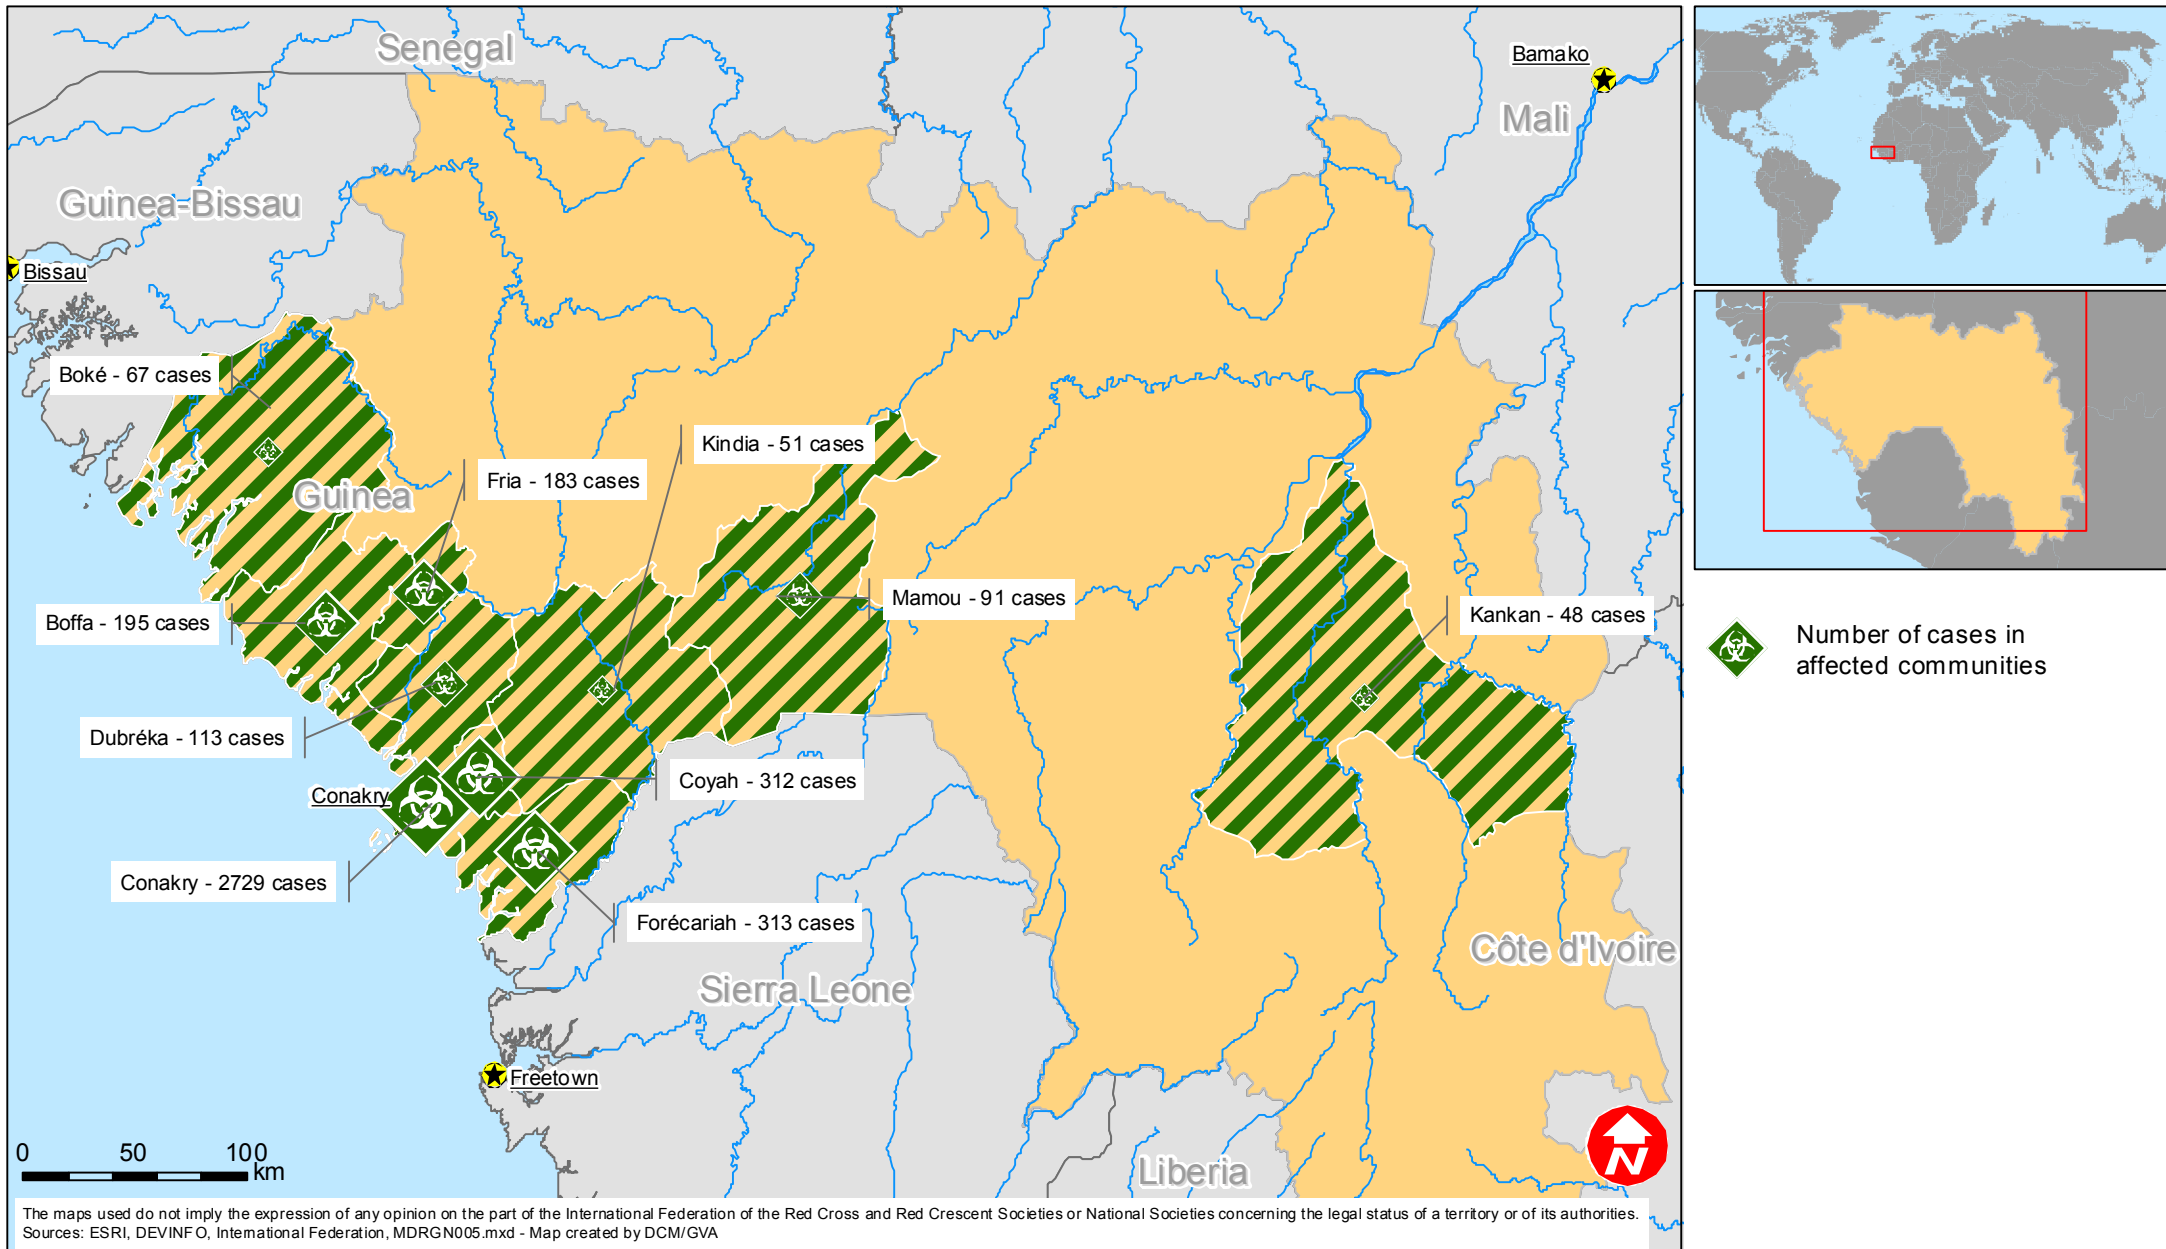 Senegal
Bamako
Mali
Guinea-Bissau
Bissau
Boké - 67 cases
Kindia - 51 cases
Fria - 183 cases
Guinea
Mamou - 91 cases
Kankan - 48 cases
Boffa - 195 cases
Number of cases in
affected communities
Dubréka - 113 cases
Coyah - 312 cases
Conakry
Conakry - 2729 cases
Forécariah - 313 cases
Côte d'Ivoire
Sierra Leone
Freetown
Liberia
N
0 50 100
km
The maps used do not imply the expression of any opinion on the part of the International Federation of the Red Cross and Red Crescent Societies or National Societies concerning the legal status of a territory or of its authorities.
Sources: ESRI, DEVINFO, International Federation, MDRGN005.mxd - Map created by DCM/GVA